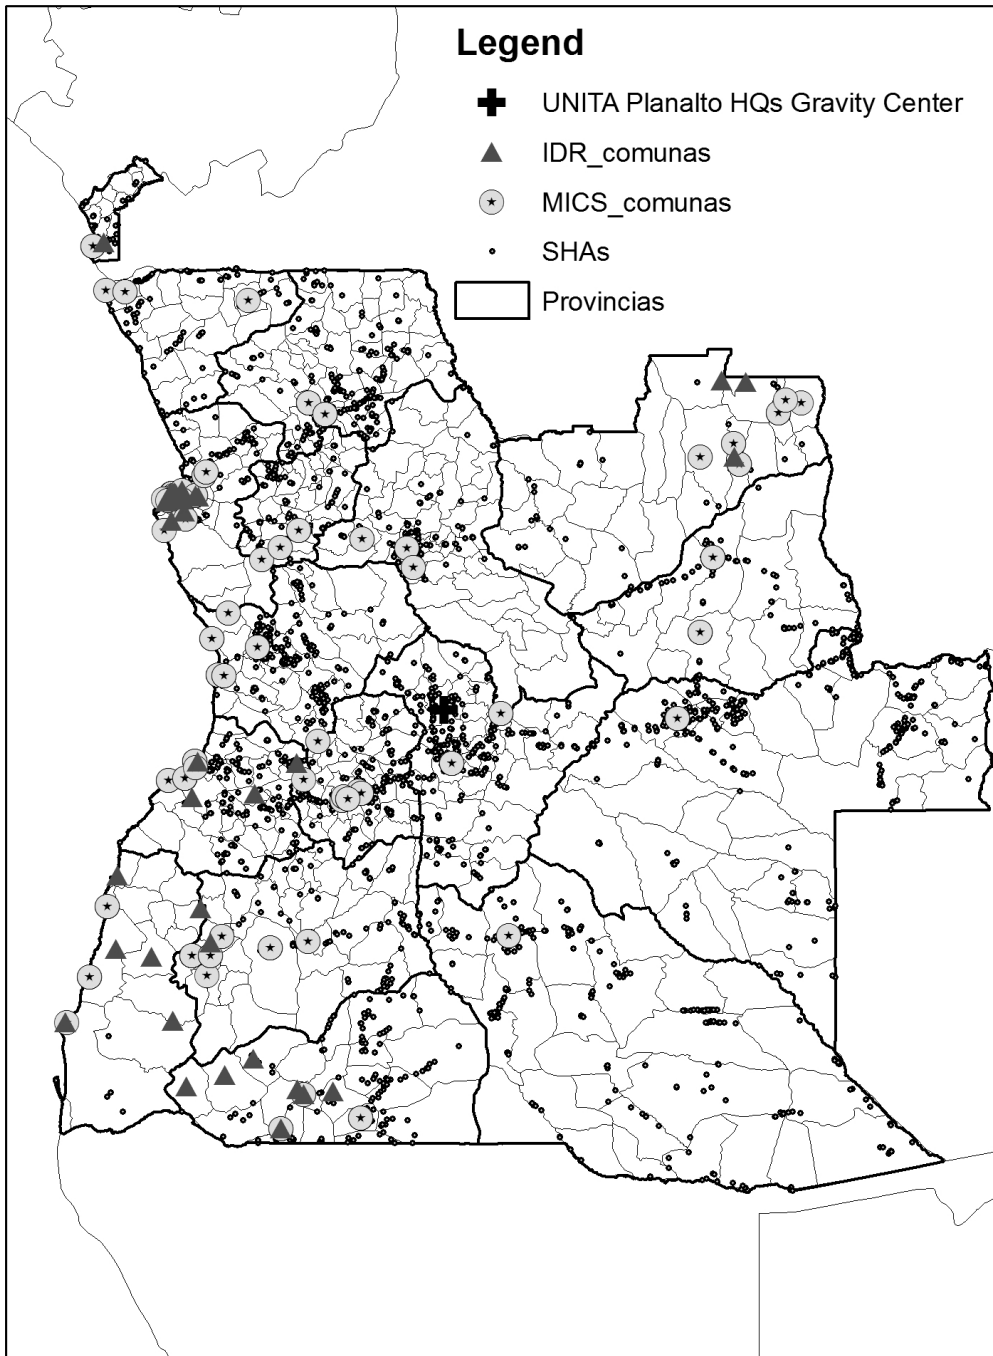 Legend
UNITA Planalto HQs Gravity Center
IDR_comunas
MICS_comunas
SHAs
Provincias